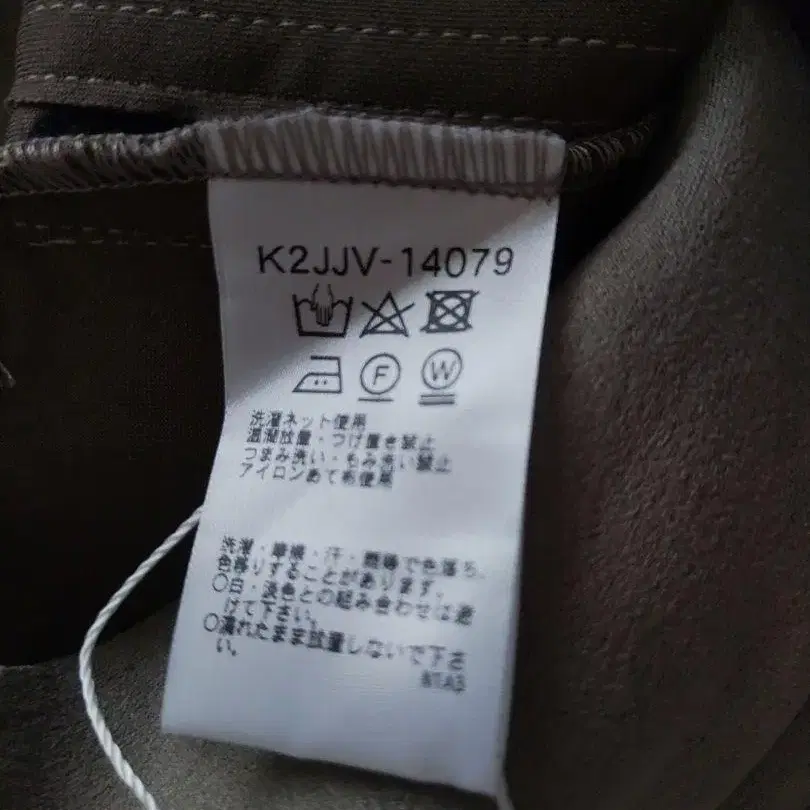 K2JJV-14079
F W
洗濯ネット使用
湿潤放置・つけ置き禁止
つまみ洗い・もみ洗い禁止
アイロンあて布使用
洗濯・摩擦・汗・雨等で色落ち、
色移りすることがあります。
○白・淡色との組み合わせは避
けて下さい。
○濡れたまま放置しないで下さ
い。